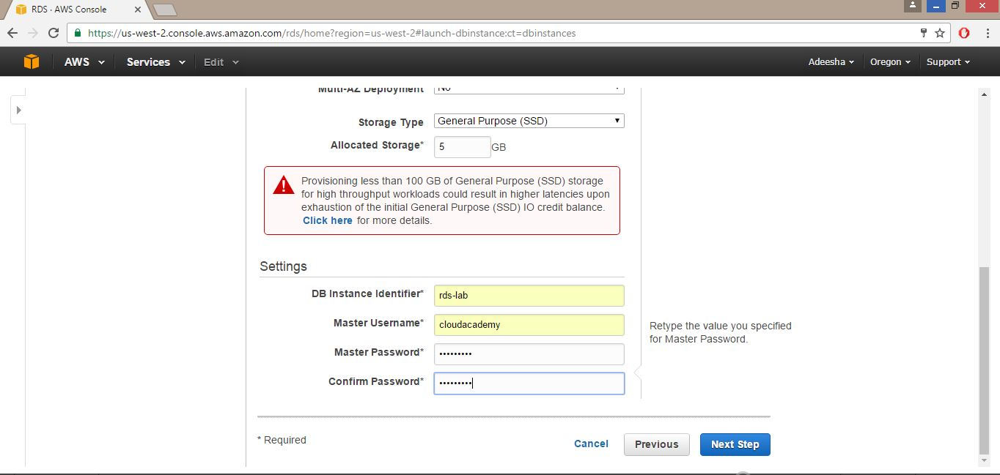 RDS · AWS Console
https://us-west-2.console.aws.amazon.com/rds/home?region=us-west-2#launch-dbinstance:ct=dbinstances
AWS Services Edit Adeesha Oregon Support
Multi-AZ Deployment No
Storage Type General Purpose (SSD)
Allocated Storage* 5 GB
Provisioning less than 100 GB of General Purpose (SSD) storage
for high throughput workloads could result in higher latencies upon
exhaustion of the initial General Purpose (SSD) IO credit balance.
Click here for more details.
Settings
DB Instance Identifier* rds-lab
Master Username* cloudacademy
Retype the value you specified
for Master Password.
Master Password* •••••••••
Confirm Password* •••••••••
* Required
Cancel Previous Next Step